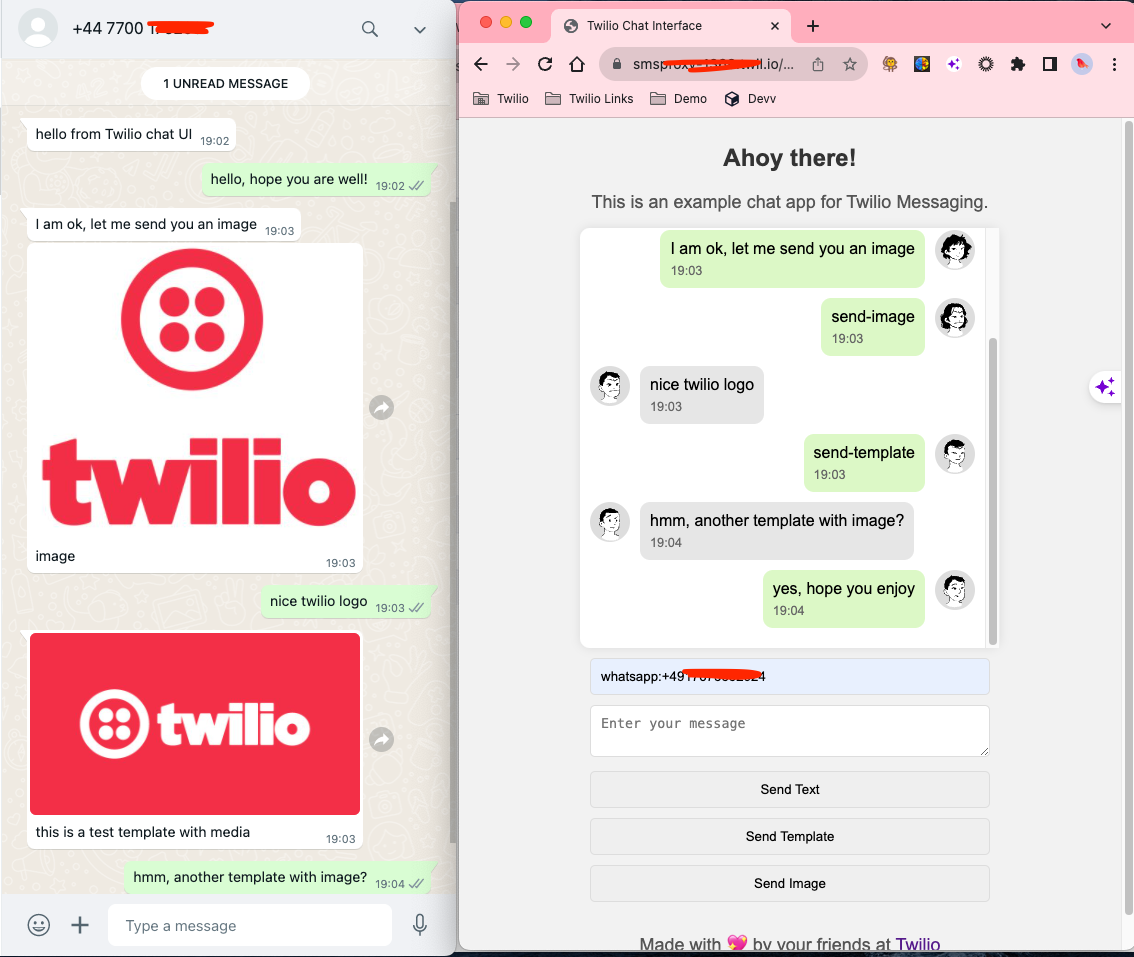 +44 7700
1 UNREAD MESSAGE
hello from Twilio chat UI 19:02
hello, hope you are well! 19:02
I am ok, let me send you an image 19:03
twilio
image 19:03
nice twilio logo 19:03
twilio
this is a test template with media 19:03
hmm, another template with image? 19:04
Type a message
Twilio Chat Interface
Twilio
Twilio Links
Demo
Devv
Ahoy there!
This is an example chat app for Twilio Messaging.
I am ok, let me send you an image
19:03
send-image
19:03
nice twilio logo
19:03
send-template
19:03
hmm, another template with image?
19:04
yes, hope you enjoy
19:04
whatsapp:+49
Enter your message
Send Text
Send Template
Send Image
Made with 💖 by your friends at Twilio